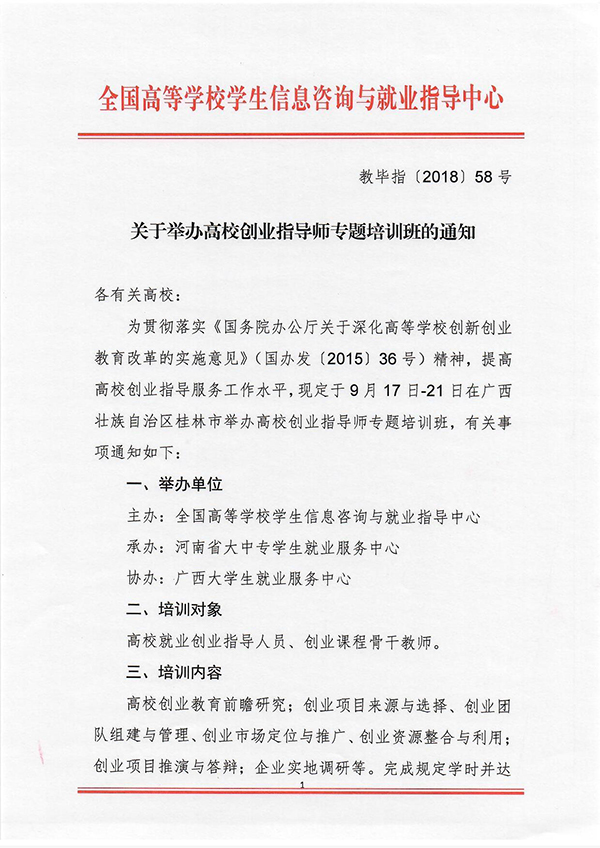 全国高等学校学生信息咨询与就业指导中心
教毕指〔2018〕58 号
关于举办高校创业指导师专题培训班的通知
各有关高校：
为贯彻落实《国务院办公厅关于深化高等学校创新创业
教育改革的实施意见》（国办发〔2015〕36 号）精神，提高
高校创业指导服务工作水平，现定于 9 月 17 日-21 日在广西
壮族自治区桂林市举办高校创业指导师专题培训班，有关事
项通知如下：
一、举办单位
主办：全国高等学校学生信息咨询与就业指导中心
承办：河南省大中专学生就业服务中心
协办：广西大学生就业服务中心
二、培训对象
高校就业创业指导人员、创业课程骨干教师。
三、培训内容
高校创业教育前瞻研究；创业项目来源与选择、创业团
队组建与管理、创业市场定位与推广、创业资源整合与利用；
创业项目推演与答辩；企业实地调研等。完成规定学时并达
1